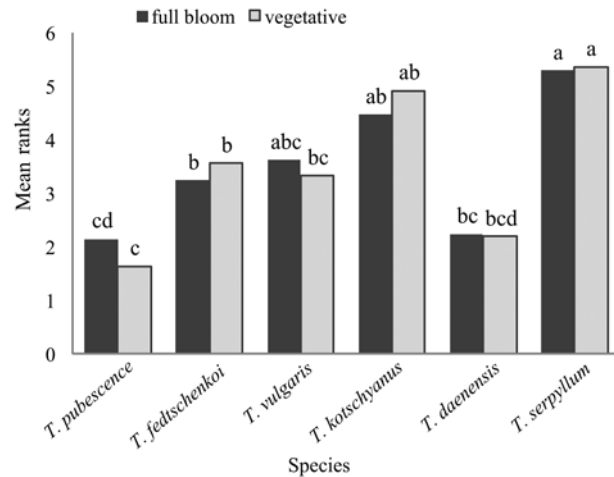 full bloom vegetative
6
5
4
3
2
1
0
Mean ranks
cd
c
b
b
abc
bc
ab
ab
bc
bcd
a
a
T. pubescence
T. fedtschenkoi
T. vulgaris
T. kotschyanus
T. daenensis
T. serpyllum
Species